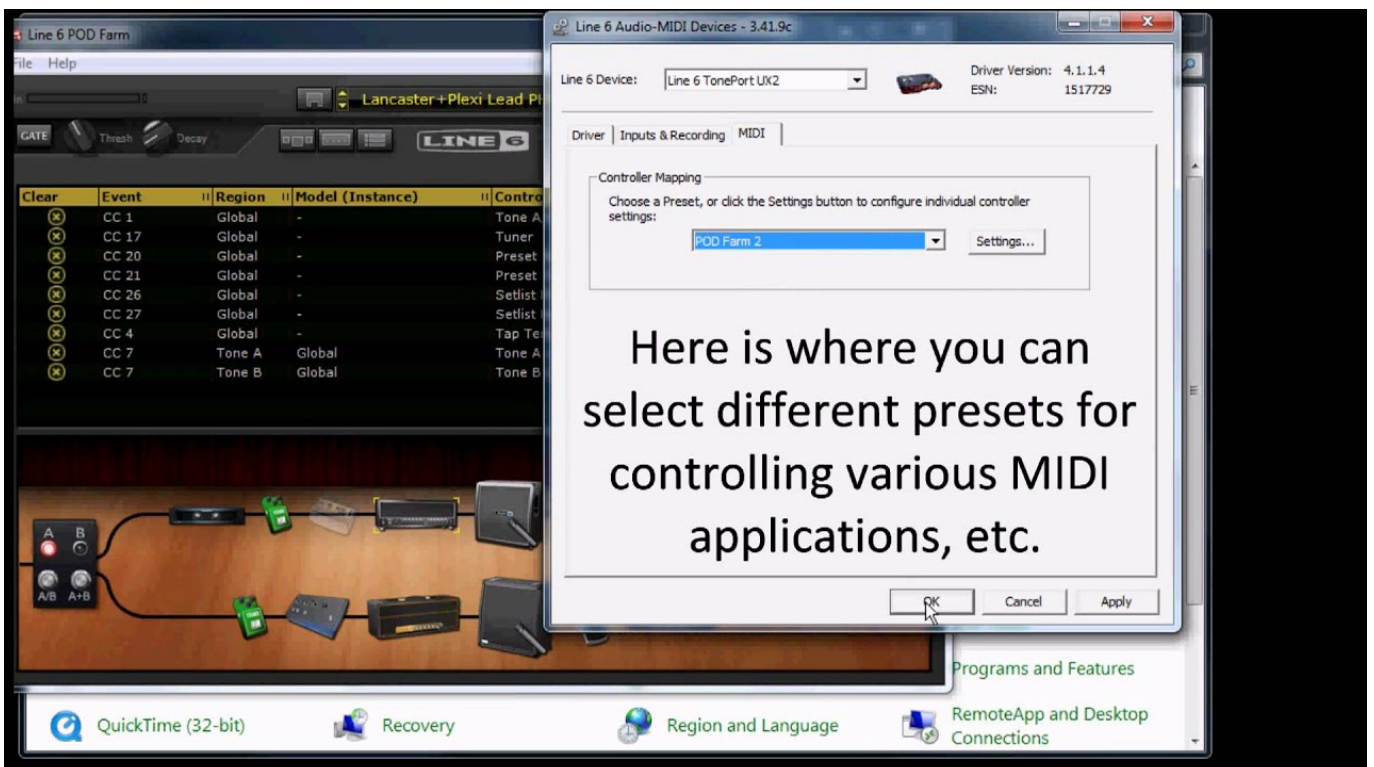 Line 6 POD Farm
File Help
In
Lancaster+Plexi Lead
GATE Thresh Decay
LINE 6
Clear Event Region Model (Instance)
CC 1 Global - Tone A
CC 17 Global - Tuner
CC 20 Global - Preset
CC 21 Global - Preset
CC 26 Global - Setlist
CC 27 Global - Setlist
CC 4 Global - Tap
CC 7 Tone A Global Tone A
CC 7 Tone B Global Tone B
A B
A/B A+B
Line 6 Audio-MIDI Devices - 3.41.9c
Line 6 Device: Line 6 TonePort UX2 Driver Version: 4.1.1.4
ESN: 1517729
Driver Inputs & Recording MIDI
Controller Mapping
Choose a Preset, or click the Settings button to configure individual controller
settings:
POD Farm 2 Settings...
Here is where you can
select different presets for
controlling various MIDI
applications, etc.
OK Cancel Apply
Programs and Features
QuickTime (32-bit) Recovery Region and Language RemoteApp and Desktop
Connections